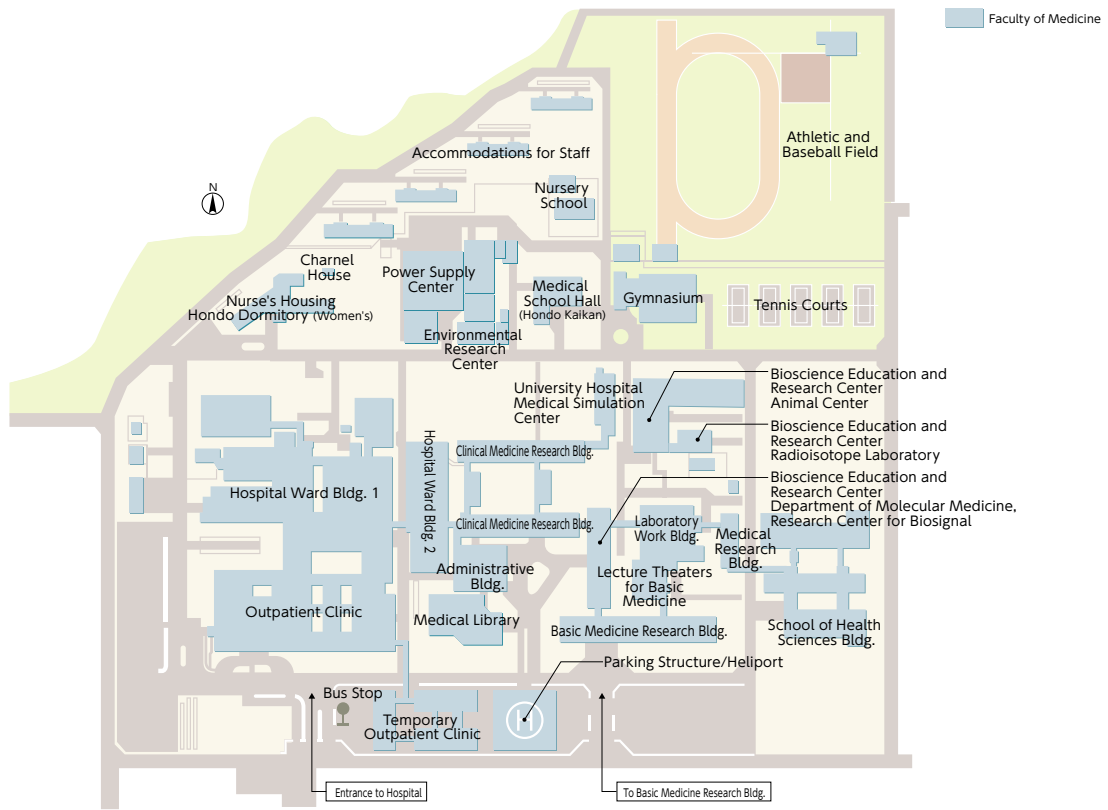 Faculty of Medicine
Athletic and
Baseball Field
Accommodations for Staff
Nursery
School
N
Charnel
House
Power Supply
Center
Medical
School Hall
(Hondo Kaikan)
Gymnasium
Tennis Courts
Nurse's Housing
Hondo Dormitory (Women's)
Environmental
Research
Center
University Hospital
Medical Simulation
Center
Bioscience Education and
Research Center
Animal Center
Bioscience Education and
Research Center
Radioisotope Laboratory
Bioscience Education and
Research Center
Department of Molecular Medicine,
Research Center for Biosignal
Hospital Ward Bldg. 1
Hospital Ward Bldg. 2
Clinical Medicine Research Bldg.
Clinical Medicine Research Bldg.
Laboratory
Work Bldg.
Medical
Research
Bldg.
Administrative
Bldg.
Lecture Theaters
for Basic
Medicine
Outpatient Clinic
Medical Library
Basic Medicine Research Bldg.
School of Health
Sciences Bldg.
Parking Structure/Heliport
Bus Stop
Temporary
Outpatient Clinic
H
Entrance to Hospital
To Basic Medicine Research Bldg.